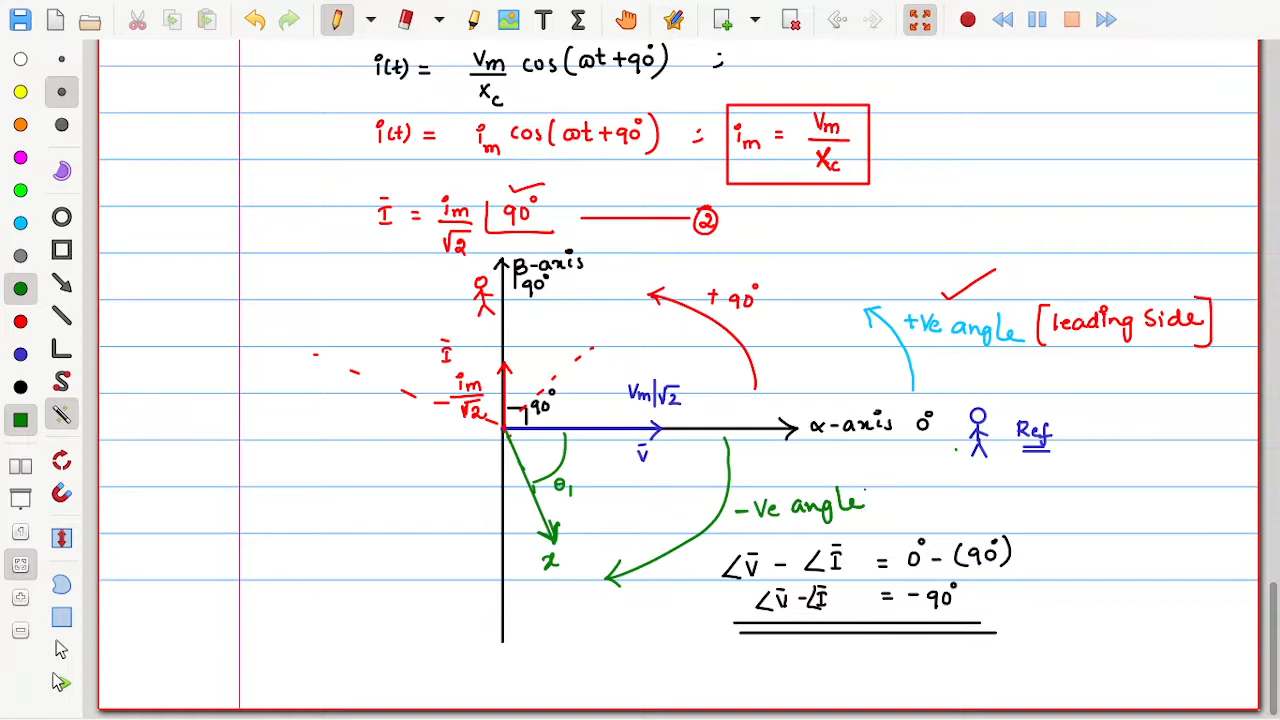 i(t) = Vm/Xc cos(ωt+90°) ;
i(t) = im cos(ωt+90°) ; im = Vm/Xc
Ī = im/√2 ∠90° ——— ②
β-axis
90°
+90°
+ve angle [leading side]
Ī
im/√2
90°
Vm|√2
α-axis 0°
Ref
V̄
θ1
-ve angle
x
∠V̄ - ∠Ī = 0° - (90°)
∠V̄ - ∠Ī = -90°